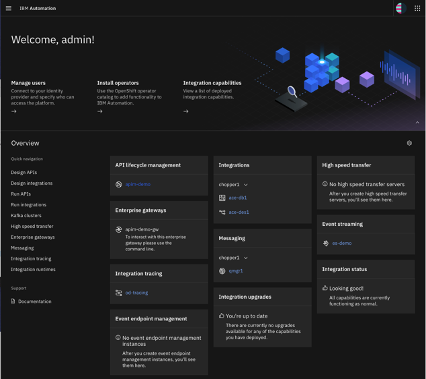 IBM Automation
Welcome, admin!
Manage users
Connect to your identity
provider and specify who can
access the platform.
Install operators
Use the OpenShift operator
catalog to add functionality to
IBM Automation.
Integration capabilities
View a list of deployed
integration capabilities.
Overview
Quick navigation
Design APIs
Design integrations
Run APIs
Run integrations
Kafka clusters
High speed transfer
Enterprise gateways
Messaging
Integration tracing
Integration runtimes
Support
Documentation
API lifecycle management
apim-demo
Enterprise gateways
apim-demo-gw
To interact with this enterprise
gateway please use the
command line.
Integration tracing
od-tracing
Event endpoint management
No event endpoint management
instances
After you create event endpoint
management instances, you'll see
them here.
Integrations
chopper1
ace-db1
ace-des1
Messaging
chopper1
qmgr1
Integration upgrades
You're up to date
There are currently no upgrades
available for any of the capabilities
you have deployed.
High speed transfer
No high speed transfer servers
After you create high speed transfer
servers, you'll see them here.
Event streaming
es-demo
Integration status
Looking good!
All capabilities are currently
functioning as normal.